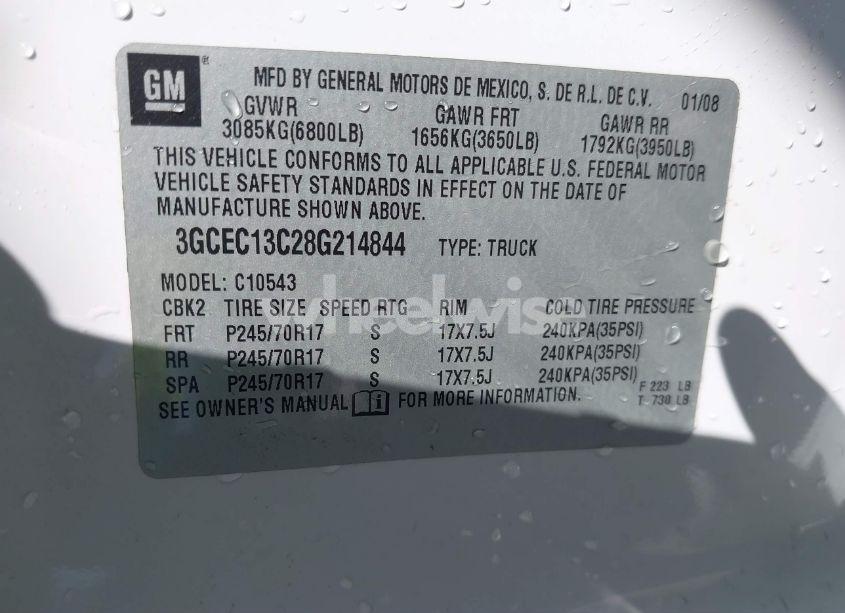 GM ®
MFD BY GENERAL MOTORS DE MEXICO, S. DE R.L. DE C.V. 01/08
GVWR GAWR FRT GAWR RR
3085KG(6800LB) 1656KG(3650LB) 1792KG(3950LB)
THIS VEHICLE CONFORMS TO ALL APPLICABLE U.S. FEDERAL MOTOR
VEHICLE SAFETY STANDARDS IN EFFECT ON THE DATE OF
MANUFACTURE SHOWN ABOVE.
3GCEC13C28G214844 TYPE: TRUCK
MODEL: C10543
CBK2 TIRE SIZE SPEED RTG RIM COLD TIRE PRESSURE
FRT P245/70R17 S 17X7.5J 240KPA(35PSI)
RR P245/70R17 S 17X7.5J 240KPA(35PSI)
SPA P245/70R17 S 17X7.5J 240KPA(35PSI)
F 223 LB
T 730 LB
SEE OWNER'S MANUAL i FOR MORE INFORMATION.
wheelwise